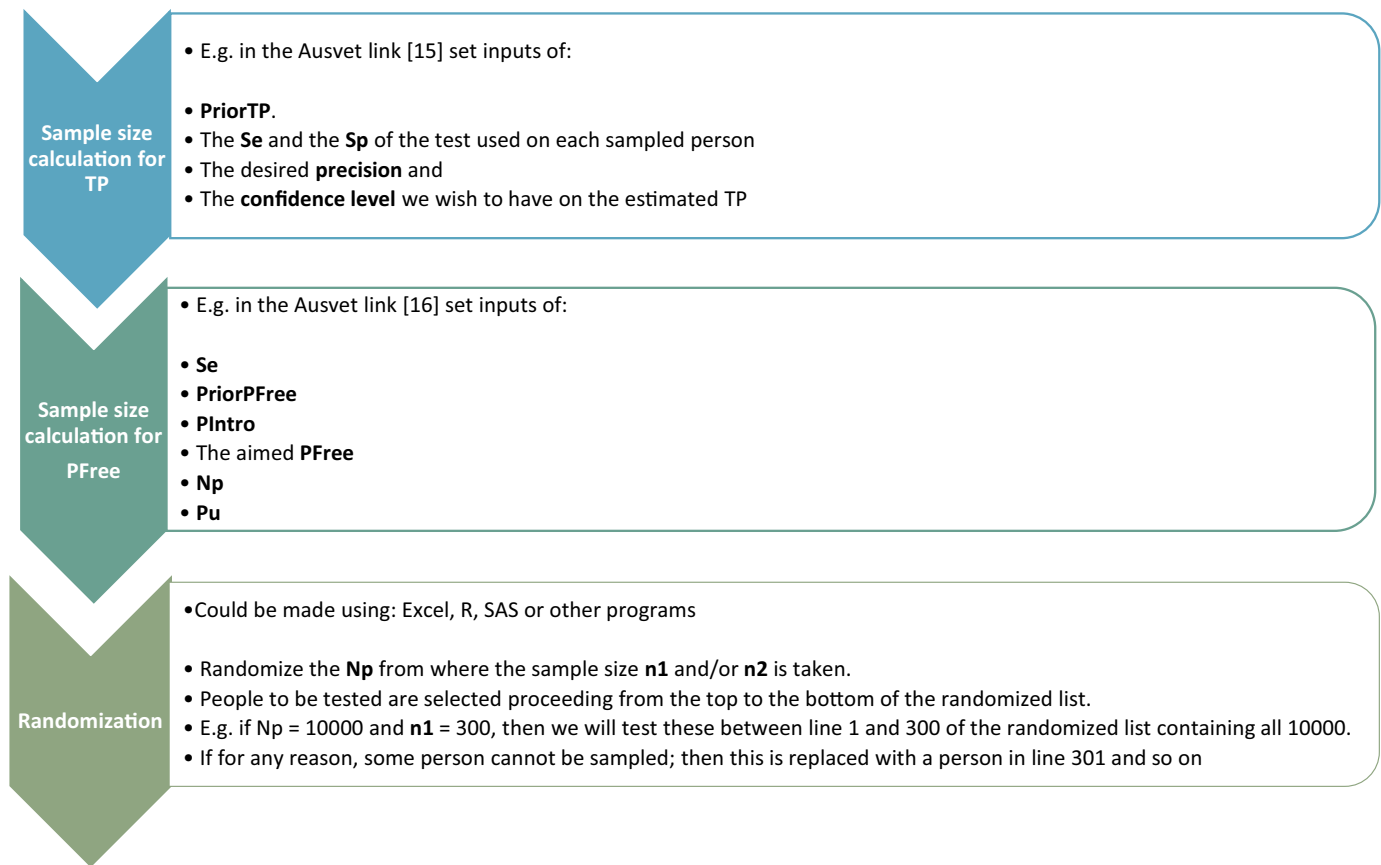 Sample size
calculation for
TP
• E.g. in the Ausvet link [15] set inputs of:
• PriorTP.
• The Se and the Sp of the test used on each sampled person
• The desired precision and
• The confidence level we wish to have on the estimated TP
Sample size
calculation for
PFree
• E.g. in the Ausvet link [16] set inputs of:
• Se
• PriorPFree
• PIntro
• The aimed PFree
• Np
• Pu
Randomization
•Could be made using: Excel, R, SAS or other programs
• Randomize the Np from where the sample size n1 and/or n2 is taken.
• People to be tested are selected proceeding from the top to the bottom of the randomized list.
• E.g. if Np = 10000 and n1 = 300, then we will test these between line 1 and 300 of the randomized list containing all 10000.
• If for any reason, some person cannot be sampled; then this is replaced with a person in line 301 and so on